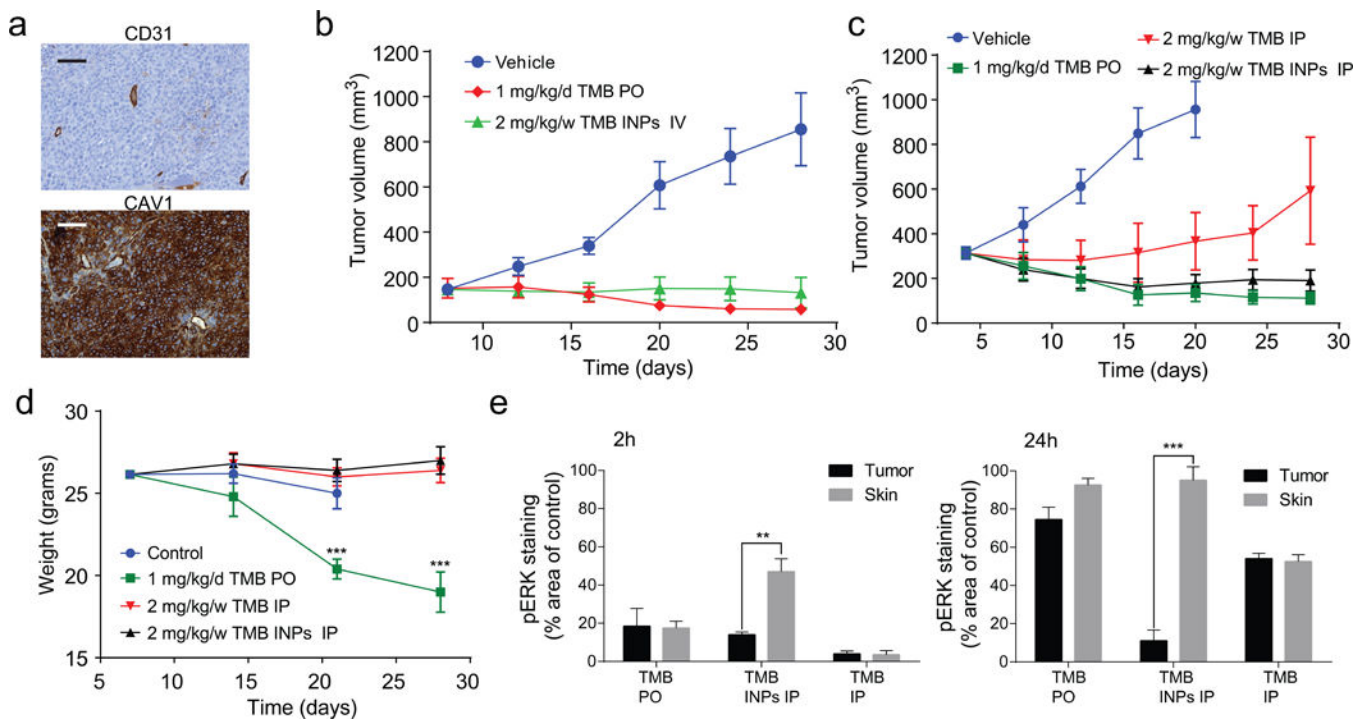 a
CD31
CAV1
b
Tumor volume (mm3)
1200
1000
800
600
400
200
0
Vehicle
1 mg/kg/d TMB PO
2 mg/kg/w TMB INPs IV
10
15
20
25
30
Time (days)
c
Vehicle
1 mg/kg/d TMB PO
2 mg/kg/w TMB IP
2 mg/kg/w TMB INPs IP
Tumor volume (mm3)
1000
800
600
400
200
0
5
10
15
20
25
30
Time (days)
d
Weight (grams)
30
25
20
15
***
***
Control
1 mg/kg/d TMB PO
2 mg/kg/w TMB IP
2 mg/kg/w TMB INPs IP
5
10
15
20
25
30
Time (days)
e
2h
Tumor
Skin
pERK staining
(% area of control)
100
80
60
40
20
0
**
TMB
PO
TMB
INPs IP
TMB
IP
24h
Tumor
Skin
pERK staining
(% area of control)
100
80
60
40
20
0
***
TMB
PO
TMB
INPs IP
TMB
IP